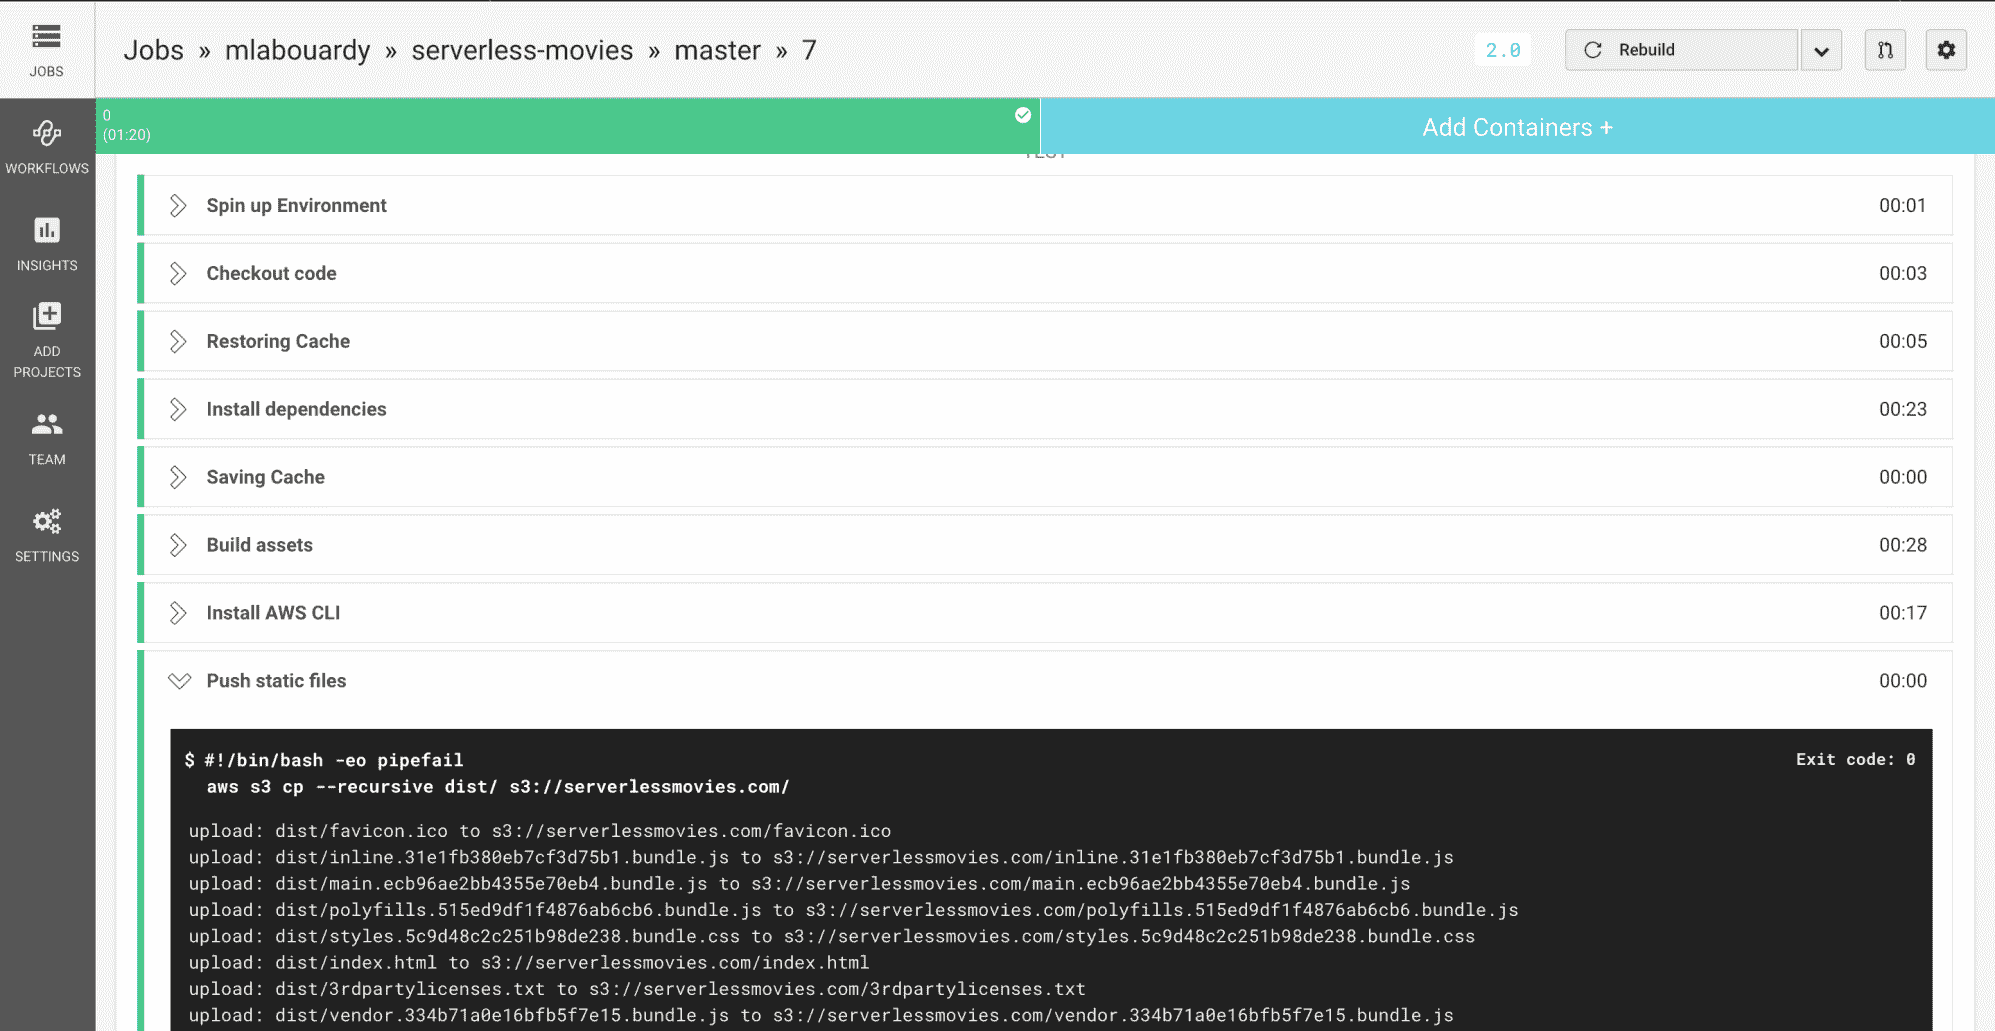 JOBS
Jobs » mlabouardy » serverless-movies » master » 7
2.0
Rebuild
WORKFLOWS
INSIGHTS
ADD
PROJECTS
TEAM
SETTINGS
0
(01:20)
Add Containers +
TEST
Spin up Environment 00:01
Checkout code 00:03
Restoring Cache 00:05
Install dependencies 00:23
Saving Cache 00:00
Build assets 00:28
Install AWS CLI 00:17
Push static files 00:00
$ #!/bin/bash -eo pipefail
Exit code: 0
aws s3 cp --recursive dist/ s3://serverlessmovies.com/
upload: dist/favicon.ico to s3://serverlessmovies.com/favicon.ico
upload: dist/inline.31e1fb380eb7cf3d75b1.bundle.js to s3://serverlessmovies.com/inline.31e1fb380eb7cf3d75b1.bundle.js
upload: dist/main.ecb96ae2bb4355e70eb4.bundle.js to s3://serverlessmovies.com/main.ecb96ae2bb4355e70eb4.bundle.js
upload: dist/polyfills.515ed9df1f4876ab6cb6.bundle.js to s3://serverlessmovies.com/polyfills.515ed9df1f4876ab6cb6.bundle.js
upload: dist/styles.5c9d48c2c251b98de238.bundle.css to s3://serverlessmovies.com/styles.5c9d48c2c251b98de238.bundle.css
upload: dist/index.html to s3://serverlessmovies.com/index.html
upload: dist/3rdpartylicenses.txt to s3://serverlessmovies.com/3rdpartylicenses.txt
upload: dist/vendor.334b71a0e16bfb5f7e15.bundle.js to s3://serverlessmovies.com/vendor.334b71a0e16bfb5f7e15.bundle.js